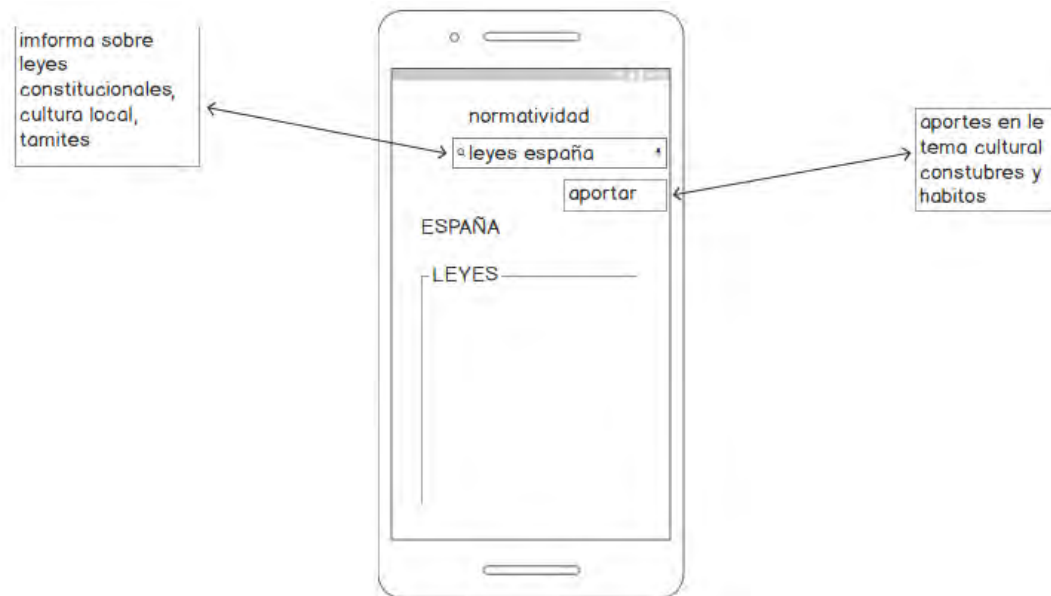 imforma sobre
leyes
constitucionales,
cultura local,
tamites
normatividad
leyes españa
aportar
ESPAÑA
LEYES
aportes en le
tema cultural
constubres y
habitos